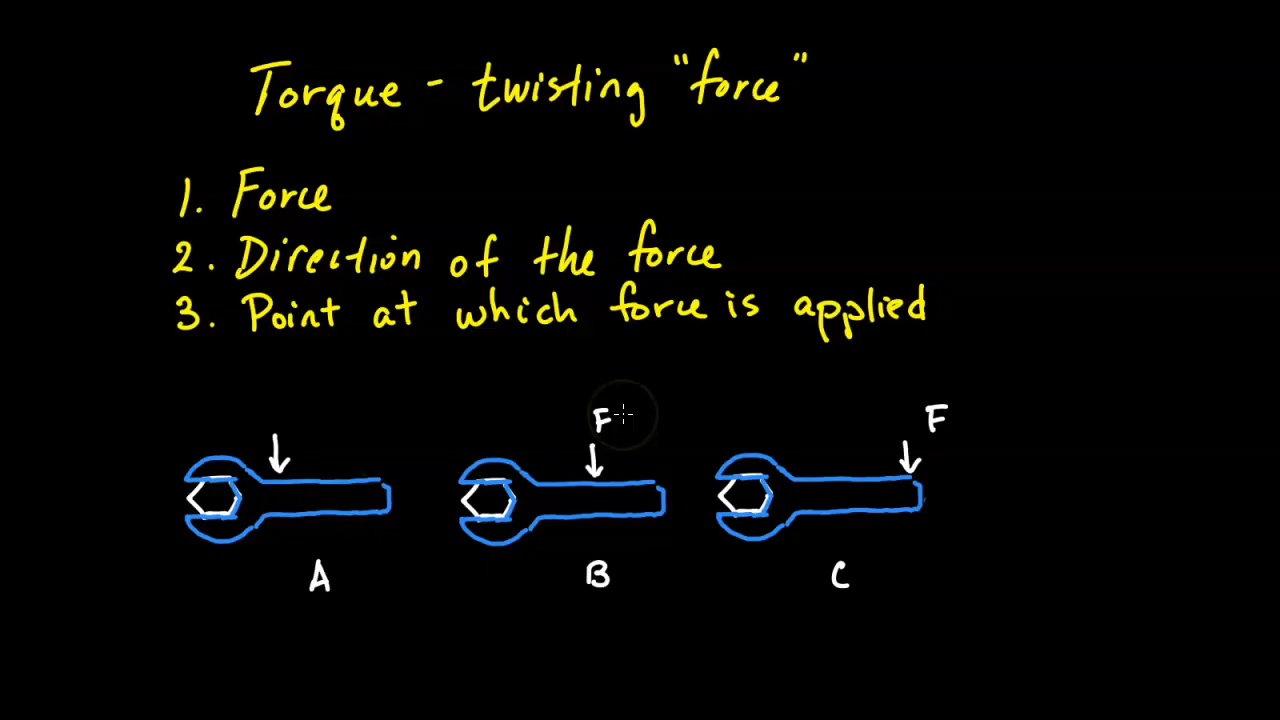 Torque - twisting "force"
1. Force
2. Direction of the force
3. Point at which force is applied
F F
A B C